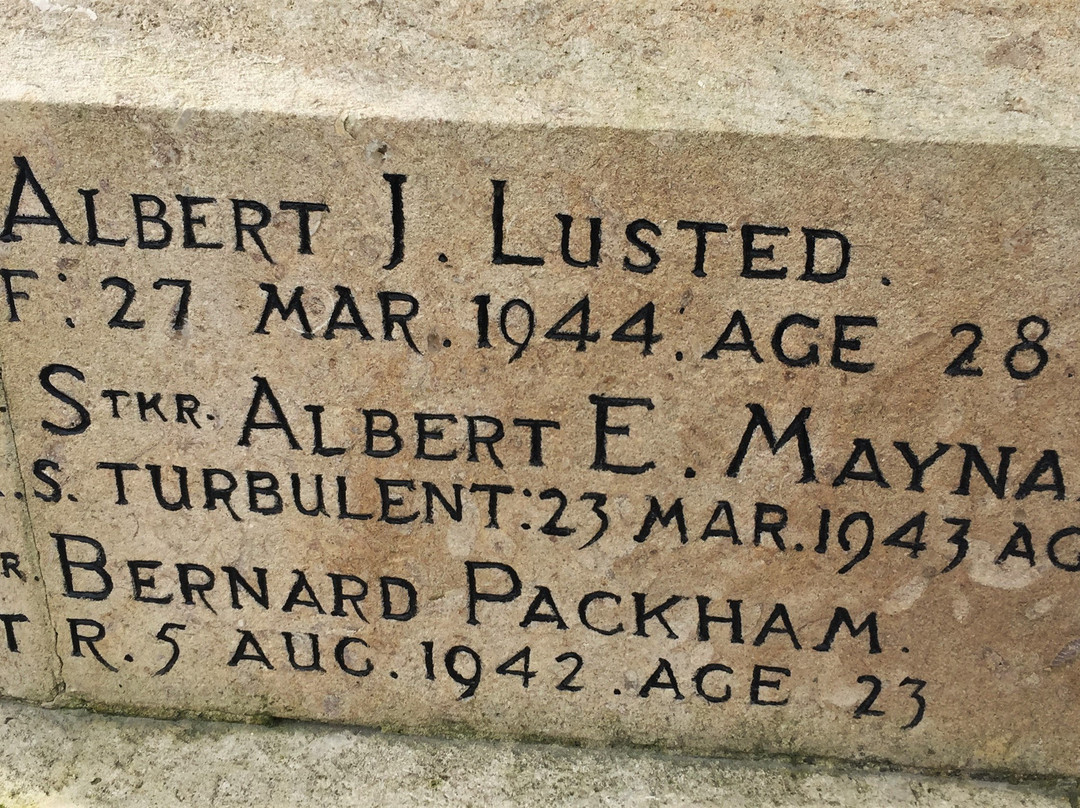 ALBERT J. LUSTED.
F: 27 MAR. 1944: AGE 28.
STKR. ALBERT E. MAYNA
.S. TURBULENT: 23 MAR. 1943 AG
R. BERNARD PACKHAM.
T R. 5 AUG. 1942. AGE 23